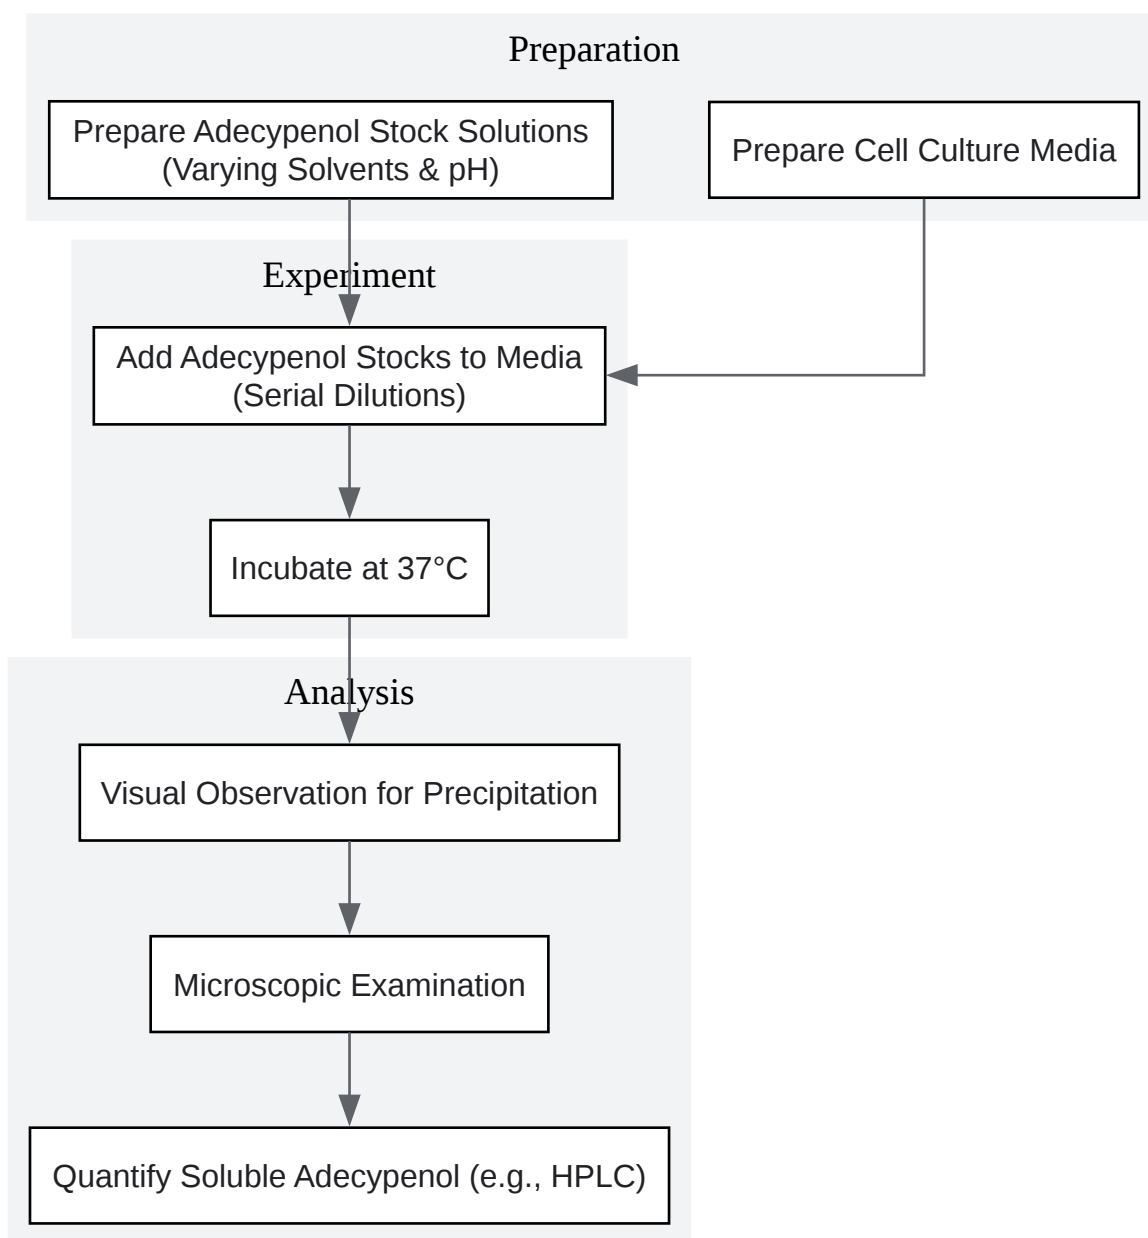 Preparation
Prepare Adecypenol Stock Solutions
(Varying Solvents & pH)
Prepare Cell Culture Media
Experiment
Add Adecypenol Stocks to Media
(Serial Dilutions)
Incubate at 37°C
Analysis
Visual Observation for Precipitation
Microscopic Examination
Quantify Soluble Adecypenol (e.g., HPLC)